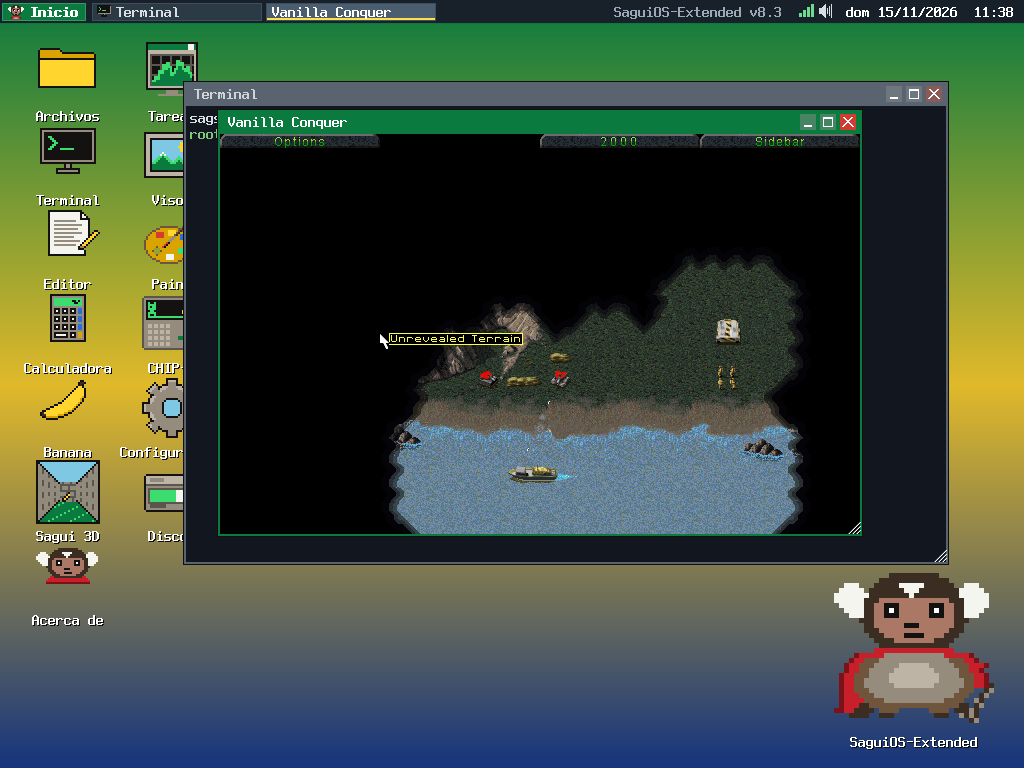 Inicio
Terminal
Vanilla Conquer
SaguiOS-Extended v8.3
dom 15/11/2026
11:38
Archivos
Terminal
Editor
Calculadora
Banana
Sagui 3D
Acerca de
Terminal
Vanilla Conquer
Options
2000
Sidebar
Unrevealed Terrain
SaguiOS-Extended